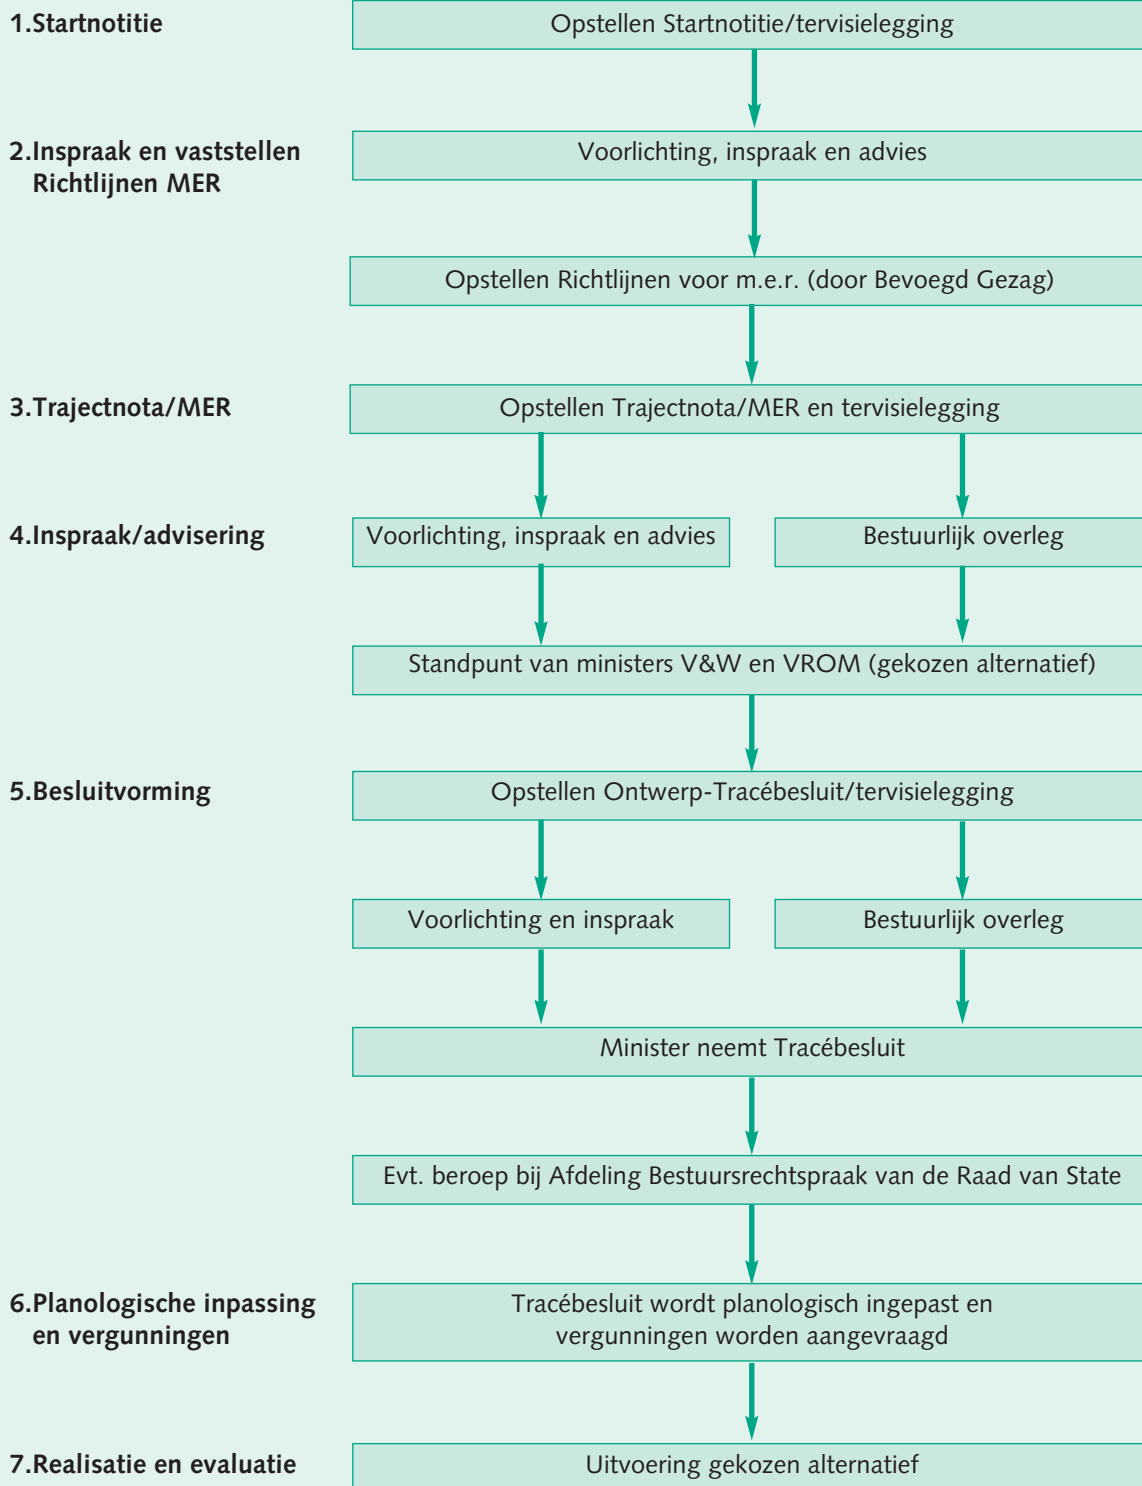 1.Startnotitie
Opstellen Startnotitie/tervisielegging
2.Inspraak en vaststellen
Richtlijnen MER
Voorlichting, inspraak en advies
Opstellen Richtlijnen voor m.e.r. (door Bevoegd Gezag)
3.Trajectnota/MER
Opstellen Trajectnota/MER en tervisielegging
4.Inspraak/advisering
Voorlichting, inspraak en advies
Bestuurlijk overleg
Standpunt van ministers V&W en VROM (gekozen alternatief)
5.Besluitvorming
Opstellen Ontwerp-Tracébesluit/tervisielegging
Voorlichting en inspraak
Bestuurlijk overleg
Minister neemt Tracébesluit
Evt. beroep bij Afdeling Bestuursrechtspraak van de Raad van State
6.Planologische inpassing
en vergunningen
Tracébesluit wordt planologisch ingepast en
vergunningen worden aangevraagd
7.Realisatie en evaluatie
Uitvoering gekozen alternatief